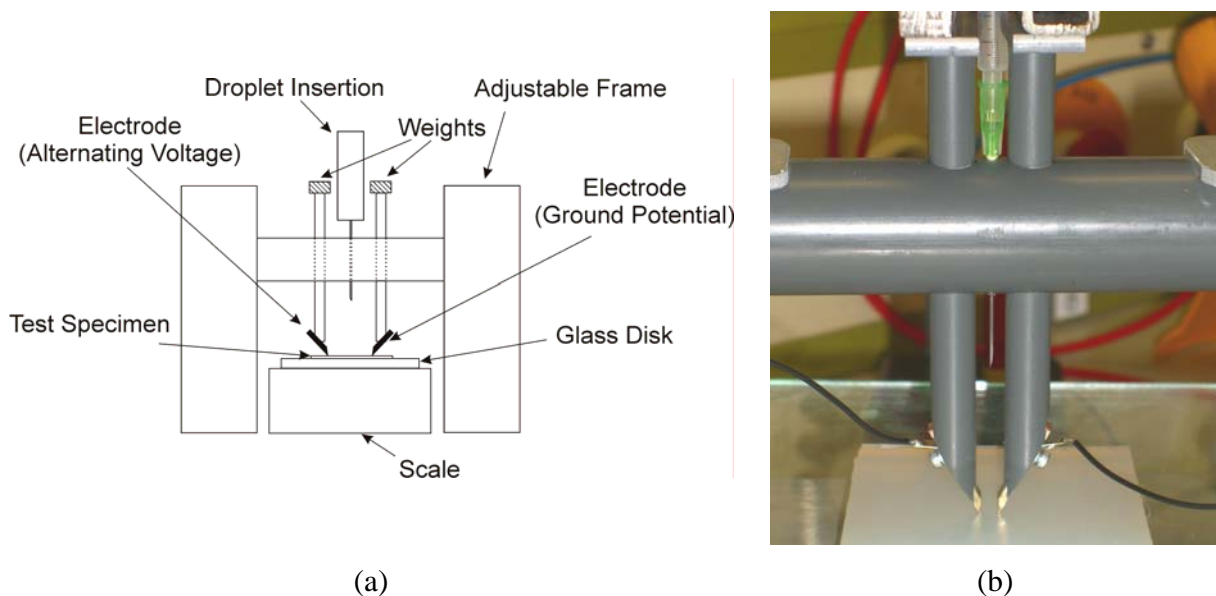 Droplet Insertion
Adjustable Frame
Electrode
(Alternating Voltage)
Weights
Electrode
(Ground Potential)
Test Specimen
Glass Disk
Scale
(a)
(b)